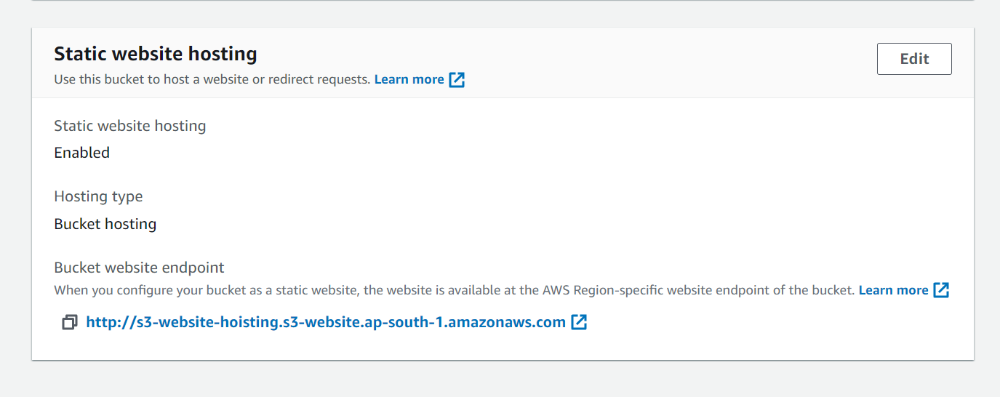 Static website hosting
Edit
Use this bucket to host a website or redirect requests. Learn more
Static website hosting
Enabled
Hosting type
Bucket hosting
Bucket website endpoint
When you configure your bucket as a static website, the website is available at the AWS Region-specific website endpoint of the bucket. Learn more
http://s3-website-hoisting.s3-website.ap-south-1.amazonaws.com